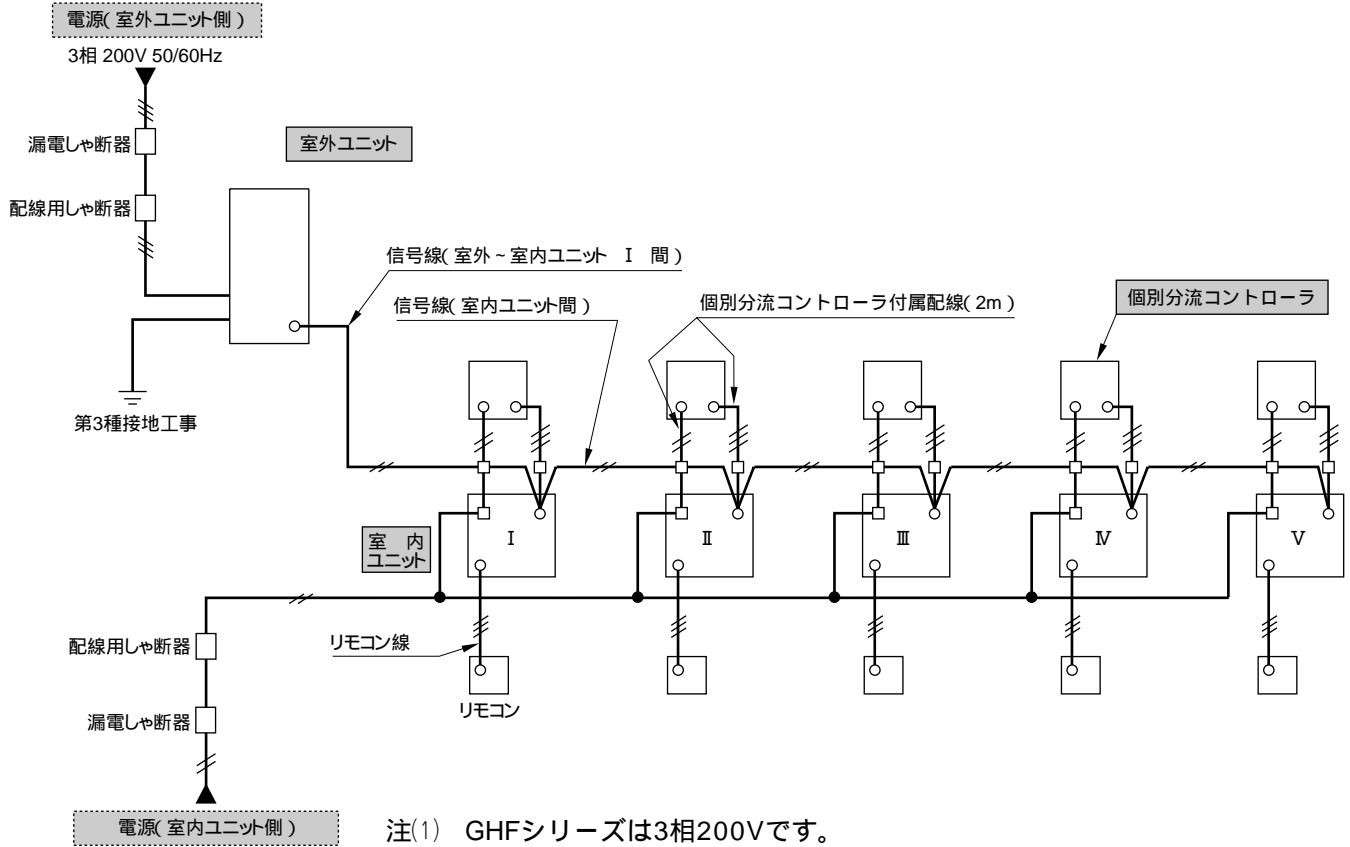 電源(室外ユニット側)
3相 200V 50/60Hz
漏電しゃ断器
室外ユニット
配線用しゃ断器
信号線(室外~室内ユニット I 間)
信号線(室内ユニット間)
個別分流コントローラ付属配線(2m)
個別分流コントローラ
第3種接地工事
室 内
ユニット
Ⅰ
Ⅱ
Ⅲ
Ⅳ
Ⅴ
配線用しゃ断器
リモコン線
漏電しゃ断器
リモコン
電源(室内ユニット側)
注⑴ GHFシリーズは3相200Vです。